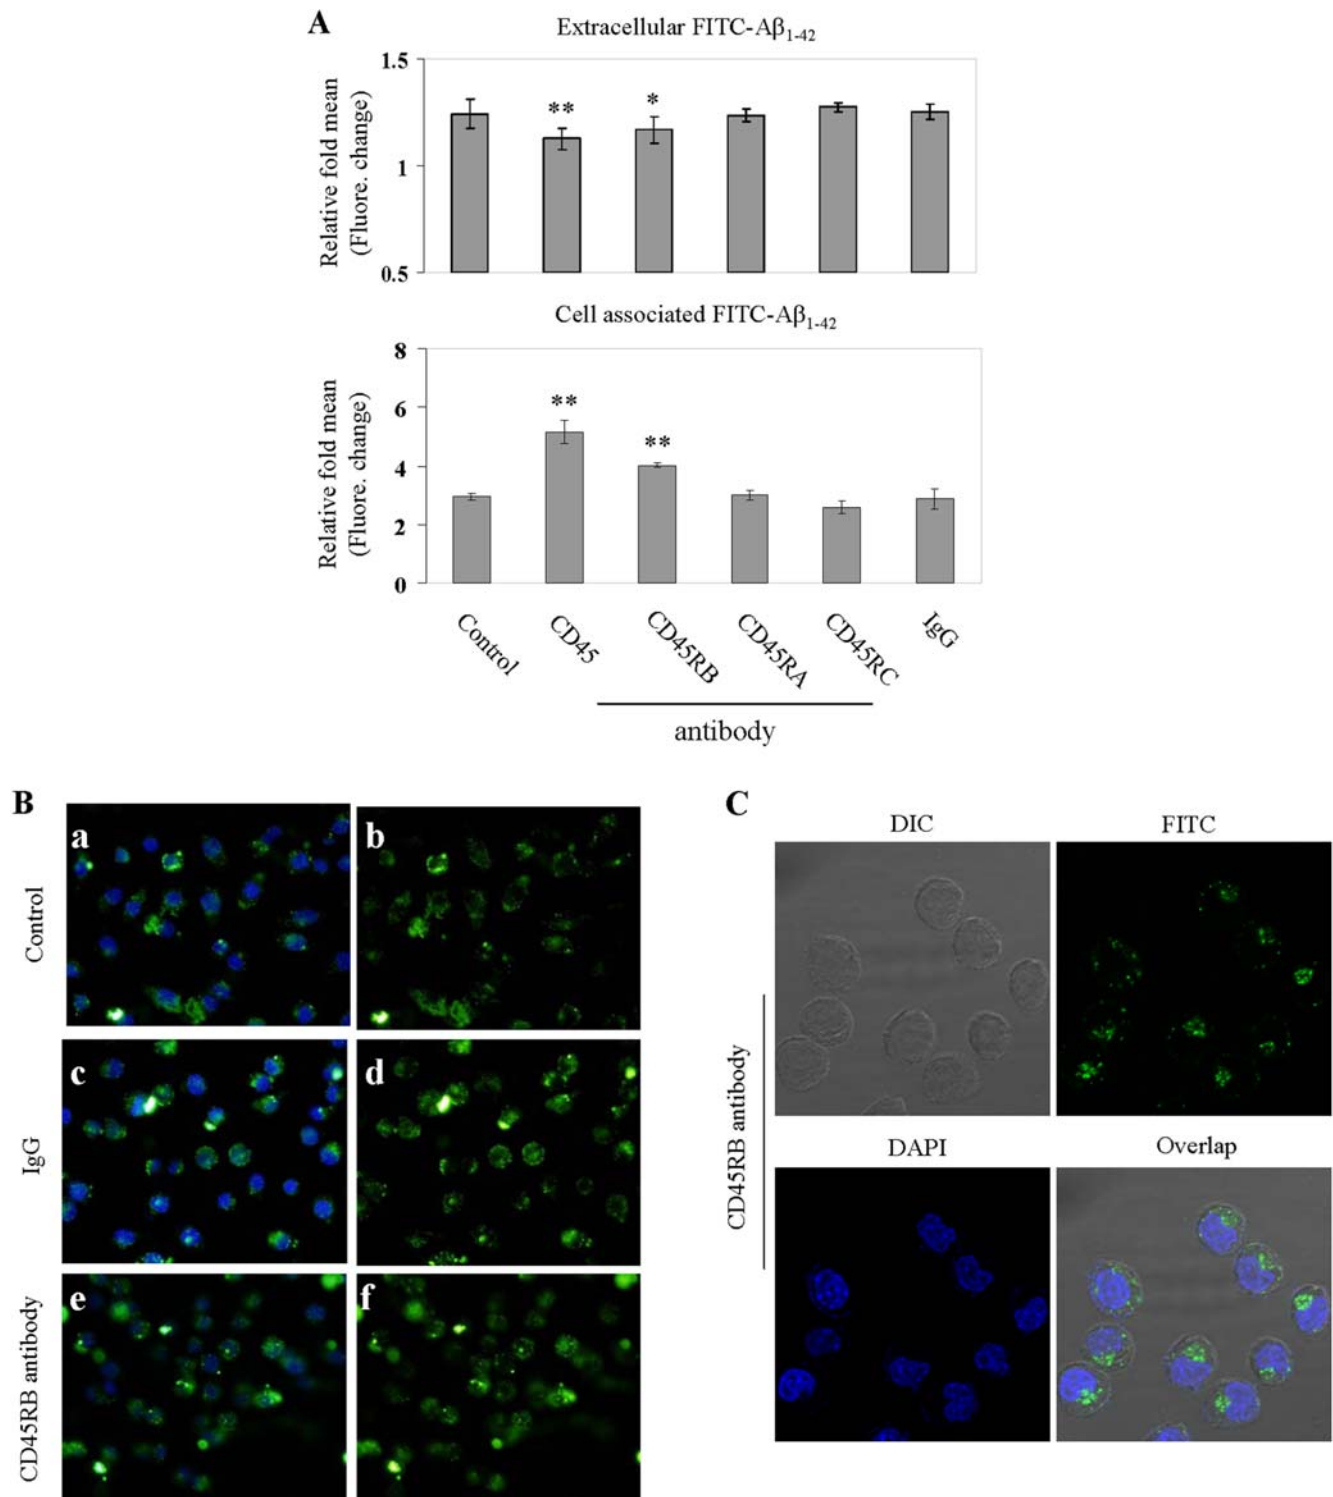 A
Extracellular FITC-Aβ1-42
Relative fold mean
(Fluore. change)
1.5
1
0.5
**
*
Cell associated FITC-Aβ1-42
Relative fold mean
(Fluore. change)
8
6
4
2
0
**
**
Control
CD45
CD45RB
CD45RA
CD45RC
IgG
antibody
B
Control
a
b
IgG
c
d
CD45RB antibody
e
f
C
CD45RB antibody
DIC
FITC
DAPI
Overlap